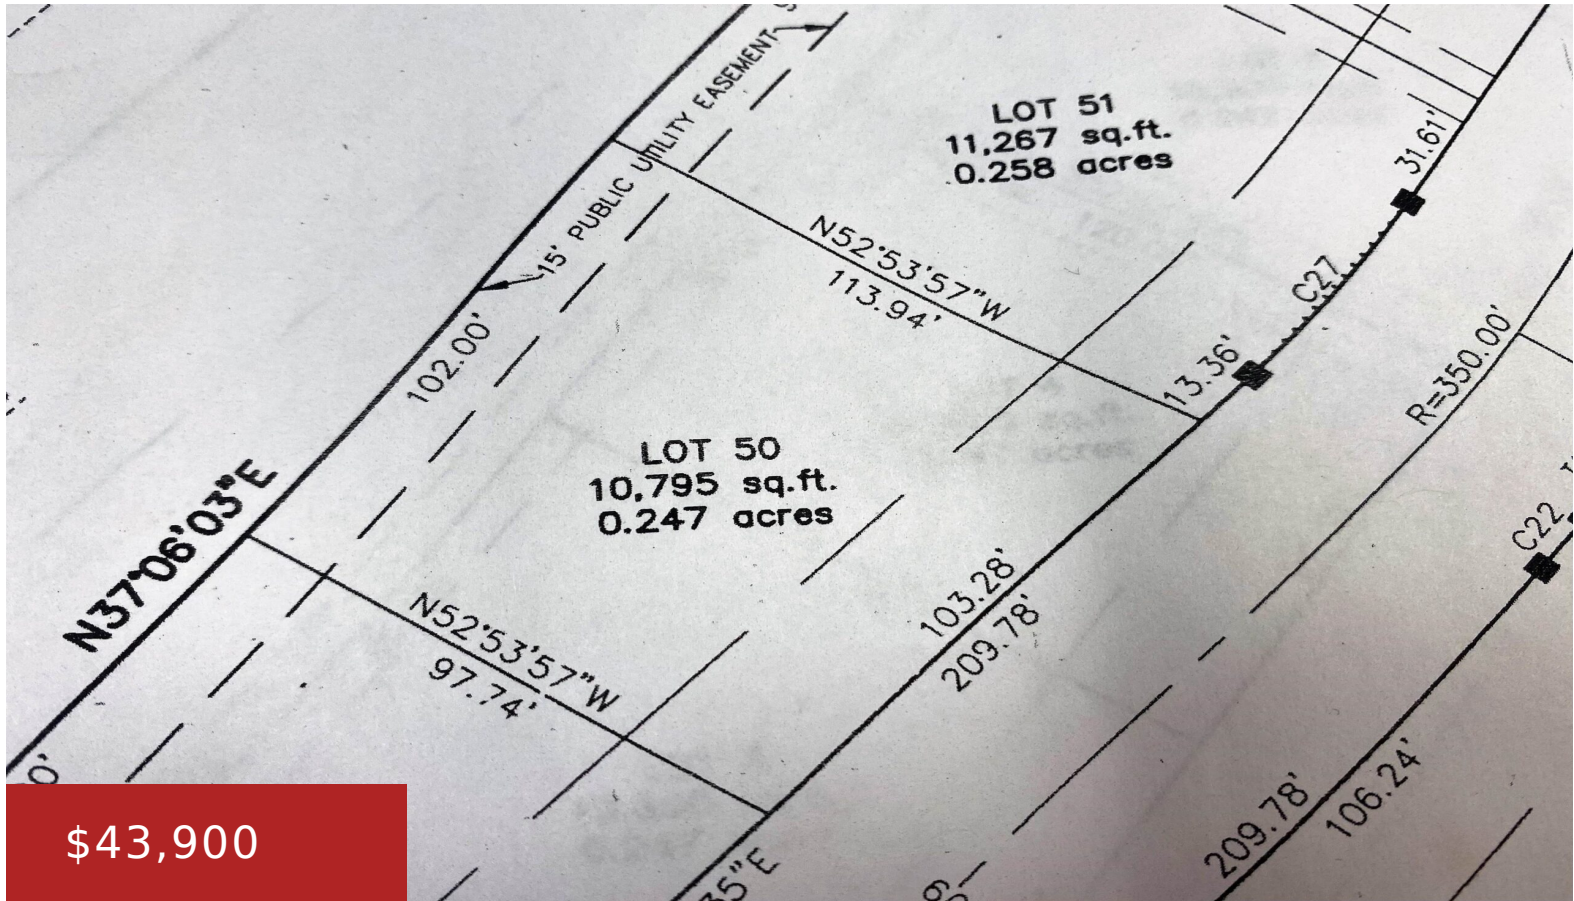 15' PUBLIC UTILITY EASEMENT
LOT 51
11,267 sq.ft.
0.258 acres
31.61'
N52°53'57"W
113.94'
C27
13.36'
R=350.00'
102.00'
LOT 50
10,795 sq.ft.
0.247 acres
N37°06'03"E
C22
103.28'
209.78'
N52°53'57"W
97.74'
209.78'
106.24'
35"E
$43,900